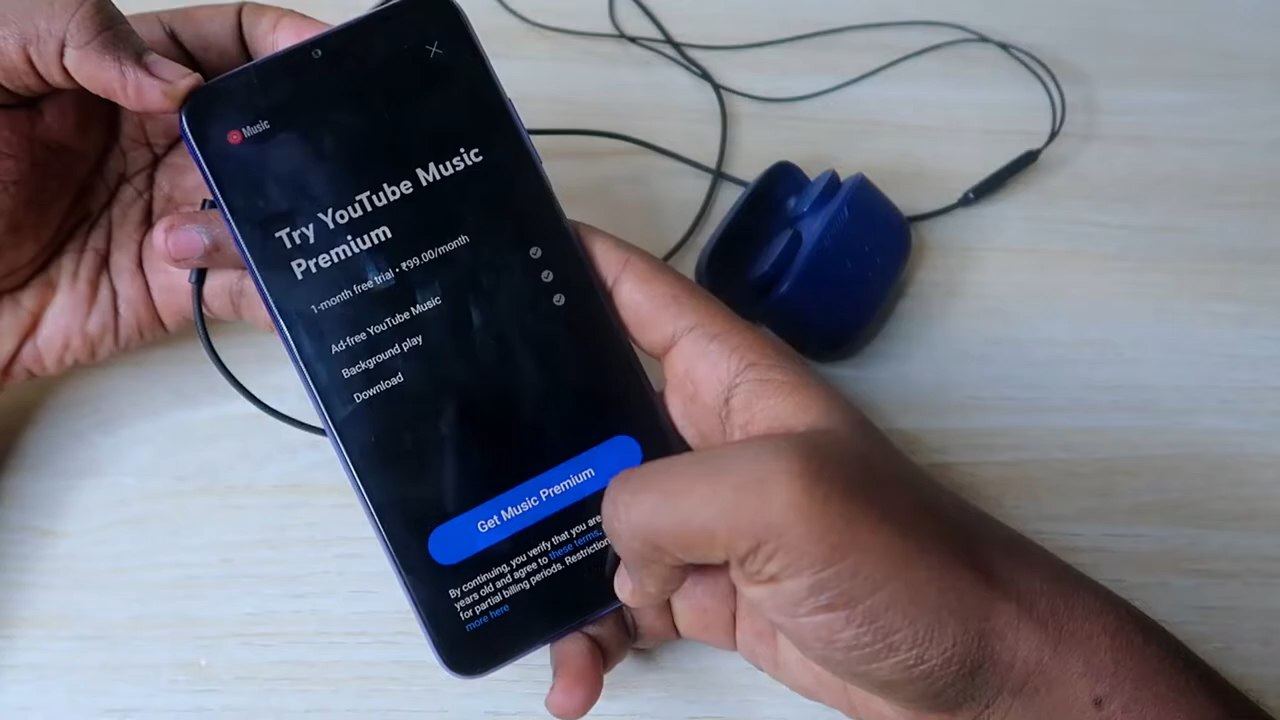 Music
Try YouTube Music
Premium
1-month free trial • ₹99.00/month
Ad-free YouTube Music
Background play
Download
Get Music Premium
By continuing, you verify that you are
years old and agree to these terms.
for partial billing periods. Restriction
more here